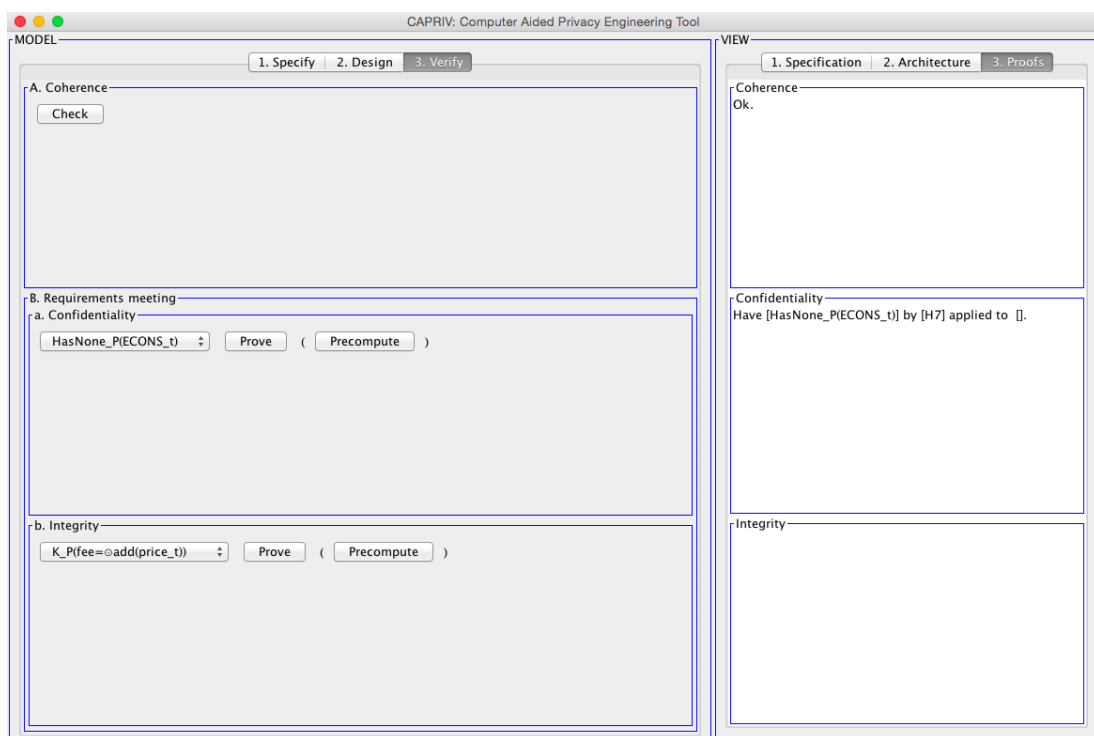 CAPRIV: Computer Aided Privacy Engineering Tool
MODEL
1. Specify 2. Design 3. Verify
A. Coherence
Check
B. Requirements meeting
a. Confidentiality
HasNone_P(ECONS_t) Prove ( Precompute )
b. Integrity
K_P(fee=⊙add(price_t)) Prove ( Precompute )
VIEW
1. Specification 2. Architecture 3. Proofs
Coherence
Ok.
Confidentiality
Have [HasNone_P(ECONS_t)] by [H7] applied to [].
Integrity